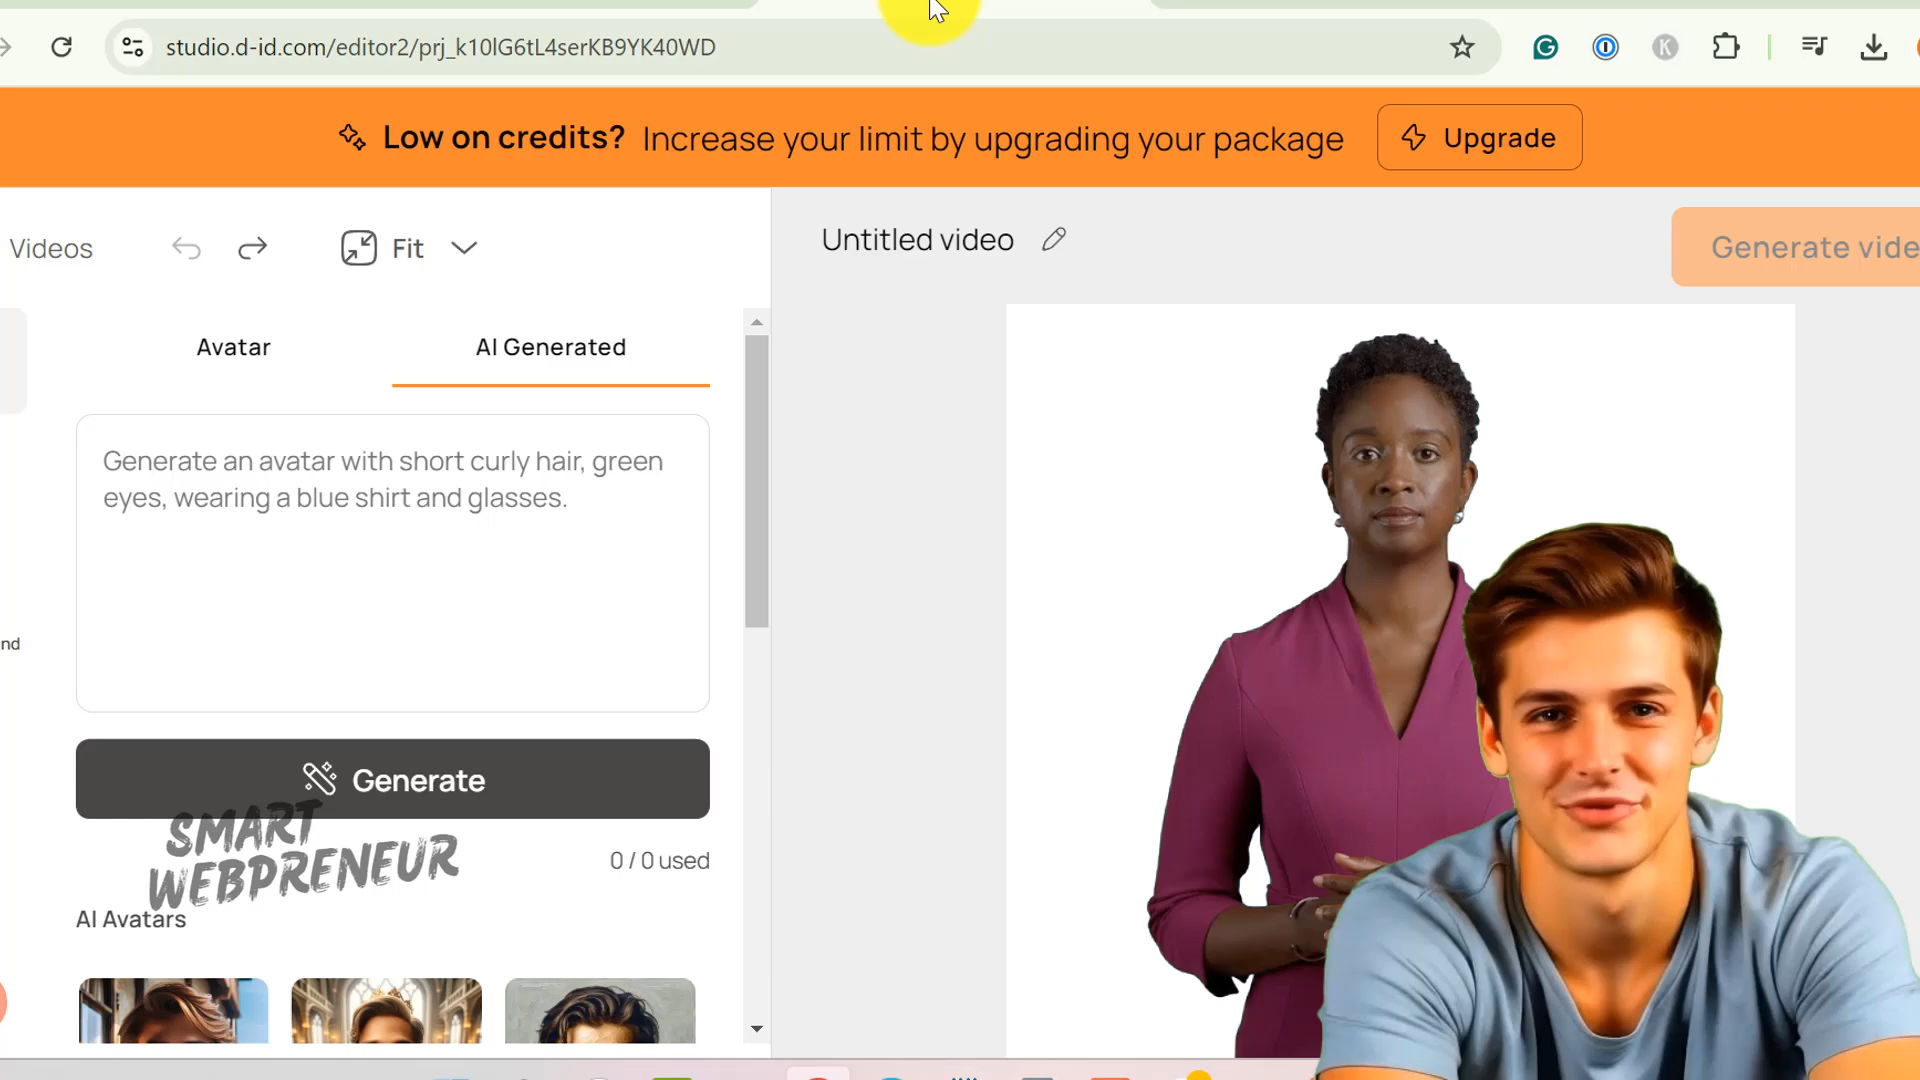 studio.d-id.com/editor2/prj_k10lG6tL4serKB9YK40WD
Low on credits? Increase your limit by upgrading your package
Upgrade
Videos
Fit
Untitled video
Generate vide
Avatar
AI Generated
Generate an avatar with short curly hair, green
eyes, wearing a blue shirt and glasses.
nd
Generate
SMART
WEBPRENEUR
0 / 0 used
AI Avatars